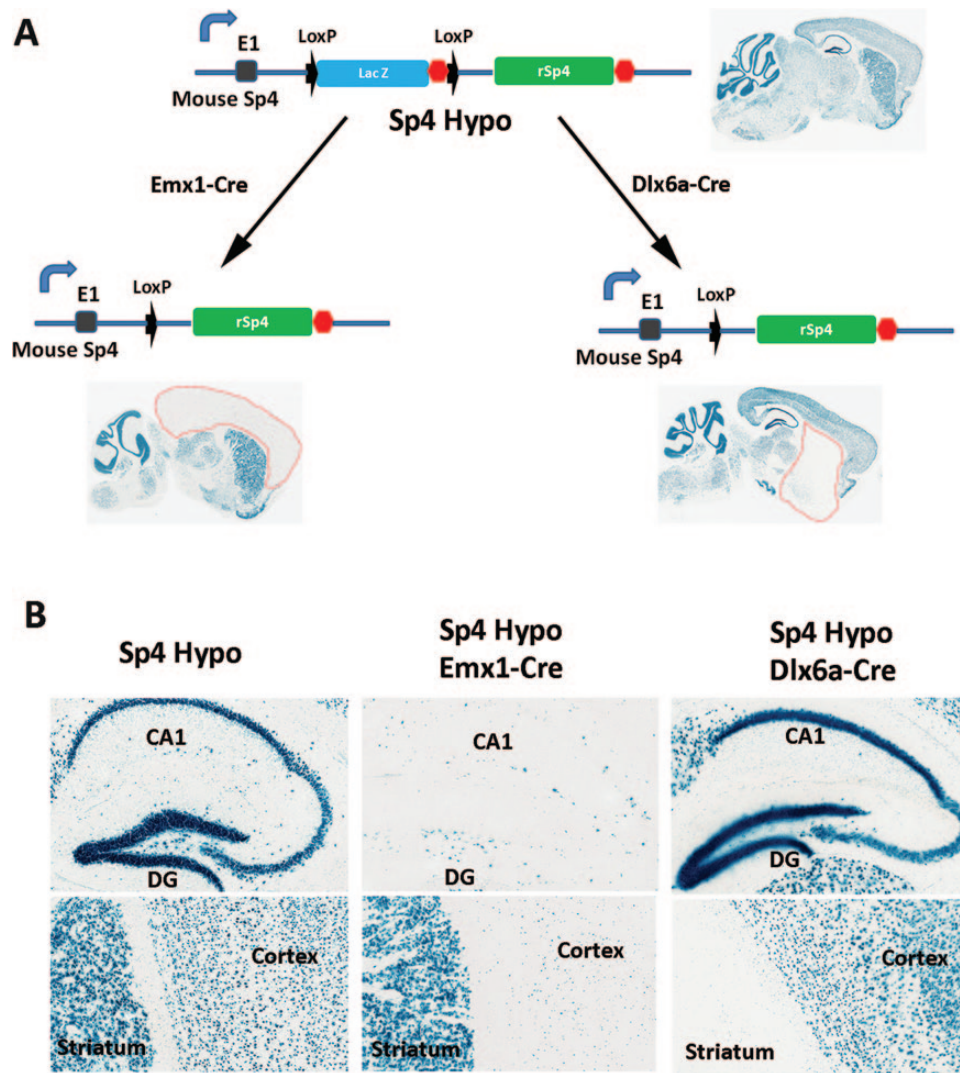 A
LoxP LoxP
E1
Lac Z rSp4
Mouse Sp4
Sp4 Hypo
Emx1-Cre Dlx6a-Cre
LoxP LoxP
E1 E1
rSp4 rSp4
Mouse Sp4 Mouse Sp4
B
Sp4 Hypo Sp4 Hypo Sp4 Hypo
Emx1-Cre Dlx6a-Cre
CA1 CA1 CA1
DG DG DG
Cortex Cortex Cortex
Striatum Striatum Striatum